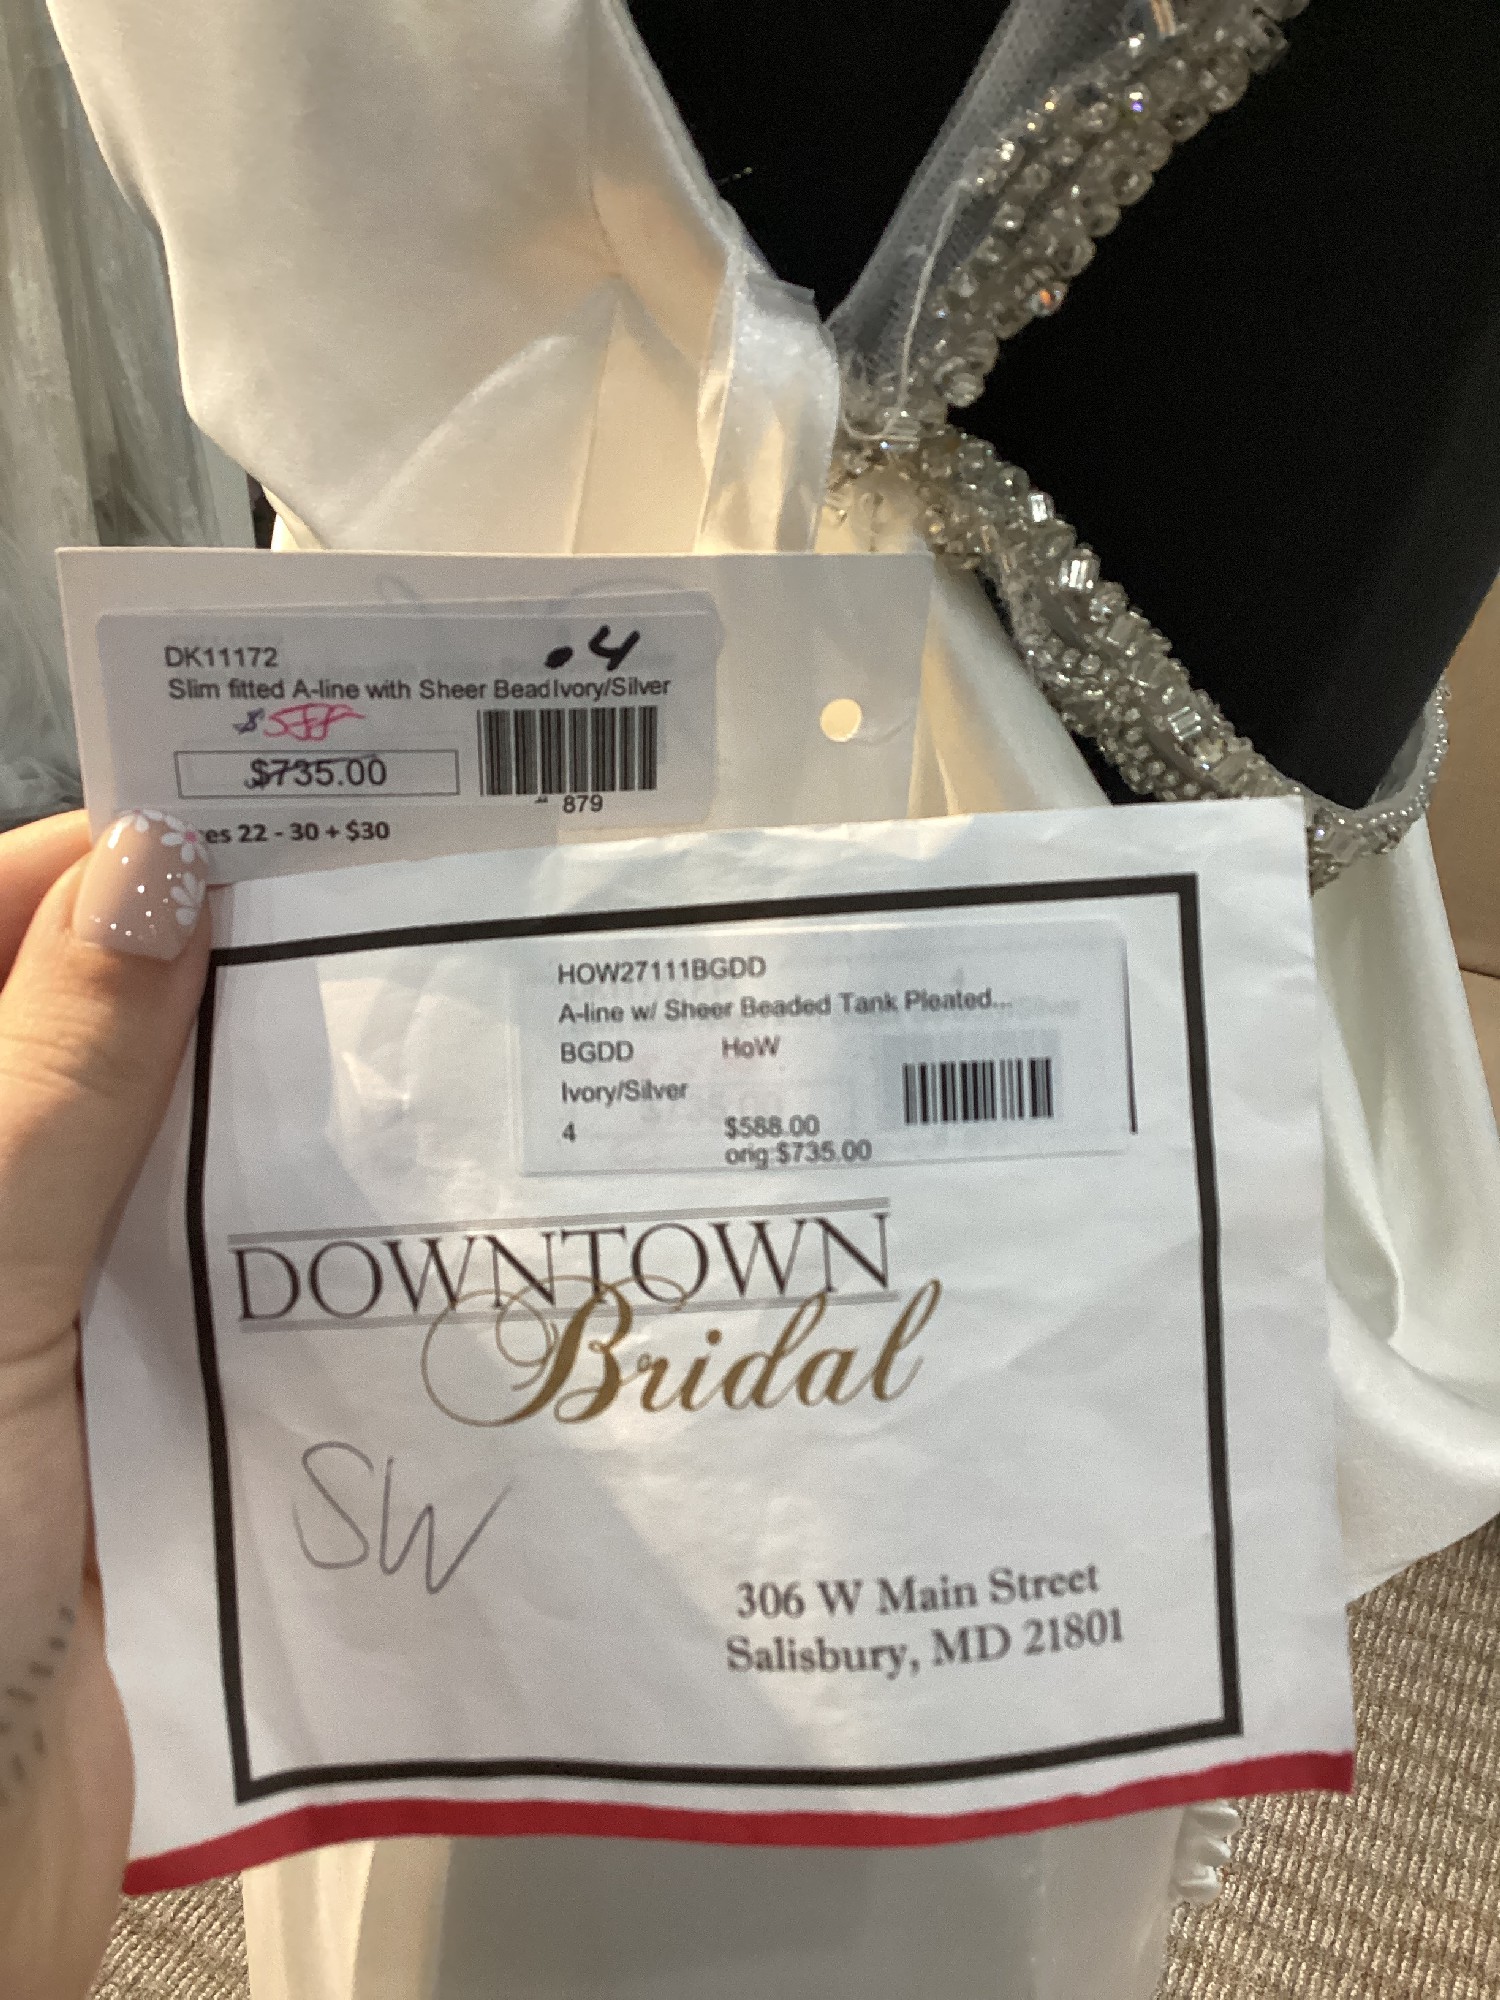 DK11172
.4
Slim fitted A-line with Sheer Bead Ivory/Silver
$735.00
879
es 22 - 30 + $30
HOW27111BGDD
A-line w/ Sheer Beaded Tank Pleated...
BGDD HoW
Ivory/Silver
4 $588.00
orig:$735.00
DOWNTOWN
Bridal
SW
306 W Main Street
Salisbury, MD 21801